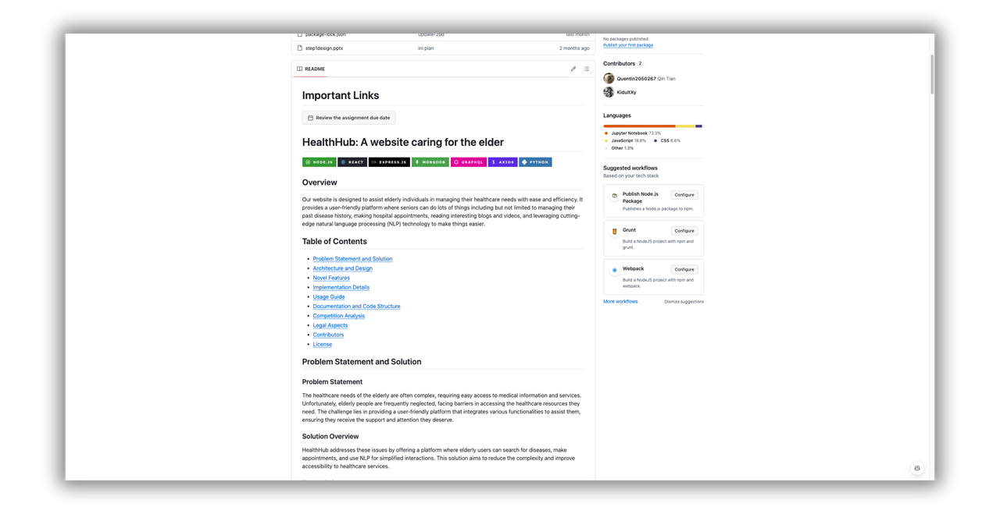 package-lock.json update-2bd last month
step1design.pptx ini plan 2 months ago
README
Important Links
Review the assignment due date
HealthHub: A website caring for the elder
NODE.JS REACT EXPRESS.JS MONGODB GRAPHQL AXIOS PYTHON
Overview
Our website is designed to assist elderly individuals in managing their healthcare needs with ease and efficiency. It
provides a user-friendly platform where seniors can do lots of things including but not limited to managing their
past disease history, making hospital appointments, reading interesting blogs and videos, and leveraging cutting-
edge natural language processing (NLP) technology to make things easier.
Table of Contents
• Problem Statement and Solution
• Architecture and Design
• Novel Features
• Implementation Details
• Usage Guide
• Documentation and Code Structure
• Competition Analysis
• Legal Aspects
• Contributors
• License
Problem Statement and Solution
Problem Statement
The healthcare needs of the elderly are often complex, requiring easy access to medical information and services.
Unfortunately, elderly people are frequently neglected, facing barriers in accessing the healthcare resources they
need. The challenge lies in providing a user-friendly platform that integrates various functionalities to assist them,
ensuring they receive the support and attention they deserve.
Solution Overview
HealthHub addresses these issues by offering a platform where elderly users can search for diseases, make
appointments, and use NLP for simplified interactions. This solution aims to reduce the complexity and improve
accessibility to healthcare services.
No packages published
Publish your first package
Contributors 2
Quentin2050267 Qin Tian
KidultXy
Languages
Jupyter Notebook 73.3%
JavaScript 18.8% CSS 6.6%
Other 1.3%
Suggested workflows
Based on your tech stack
Publish Node.js Configure
Package
Publishes a Node.js package to npm.
Grunt Configure
Build a NodeJS project with npm and
grunt.
Webpack Configure
Build a NodeJS project with npm and
webpack.
More workflows Dismiss suggestions